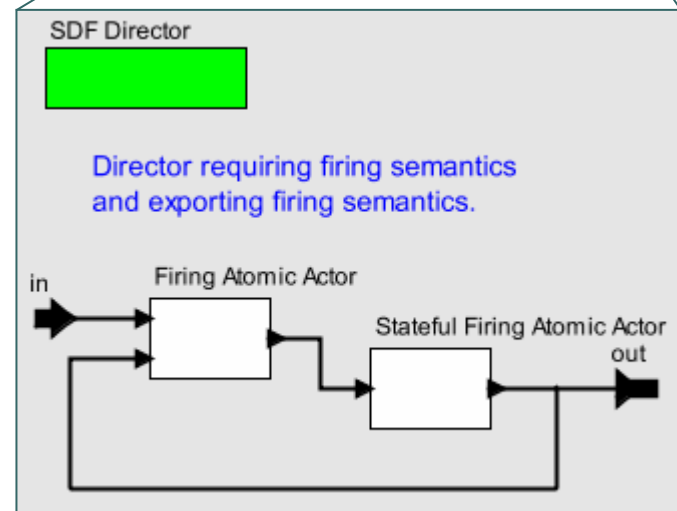 SDF Director
Director requiring firing semantics
and exporting firing semantics.
in
Firing Atomic Actor
Stateful Firing Atomic Actor
out